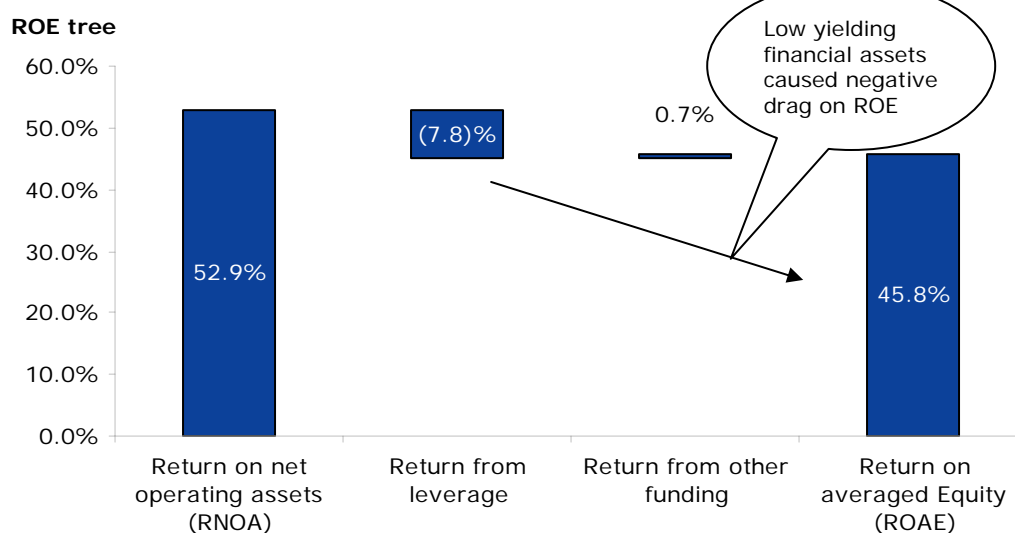 ROE tree
Low yielding
financial assets
caused negative
drag on ROE
60.0%
50.0%
40.0%
30.0%
20.0%
10.0%
0.0%
52.9%
(7.8)%
0.7%
45.8%
Return on net
operating assets
(RNOA)
Return from
leverage
Return from other
funding
Return on
averaged Equity
(ROAE)